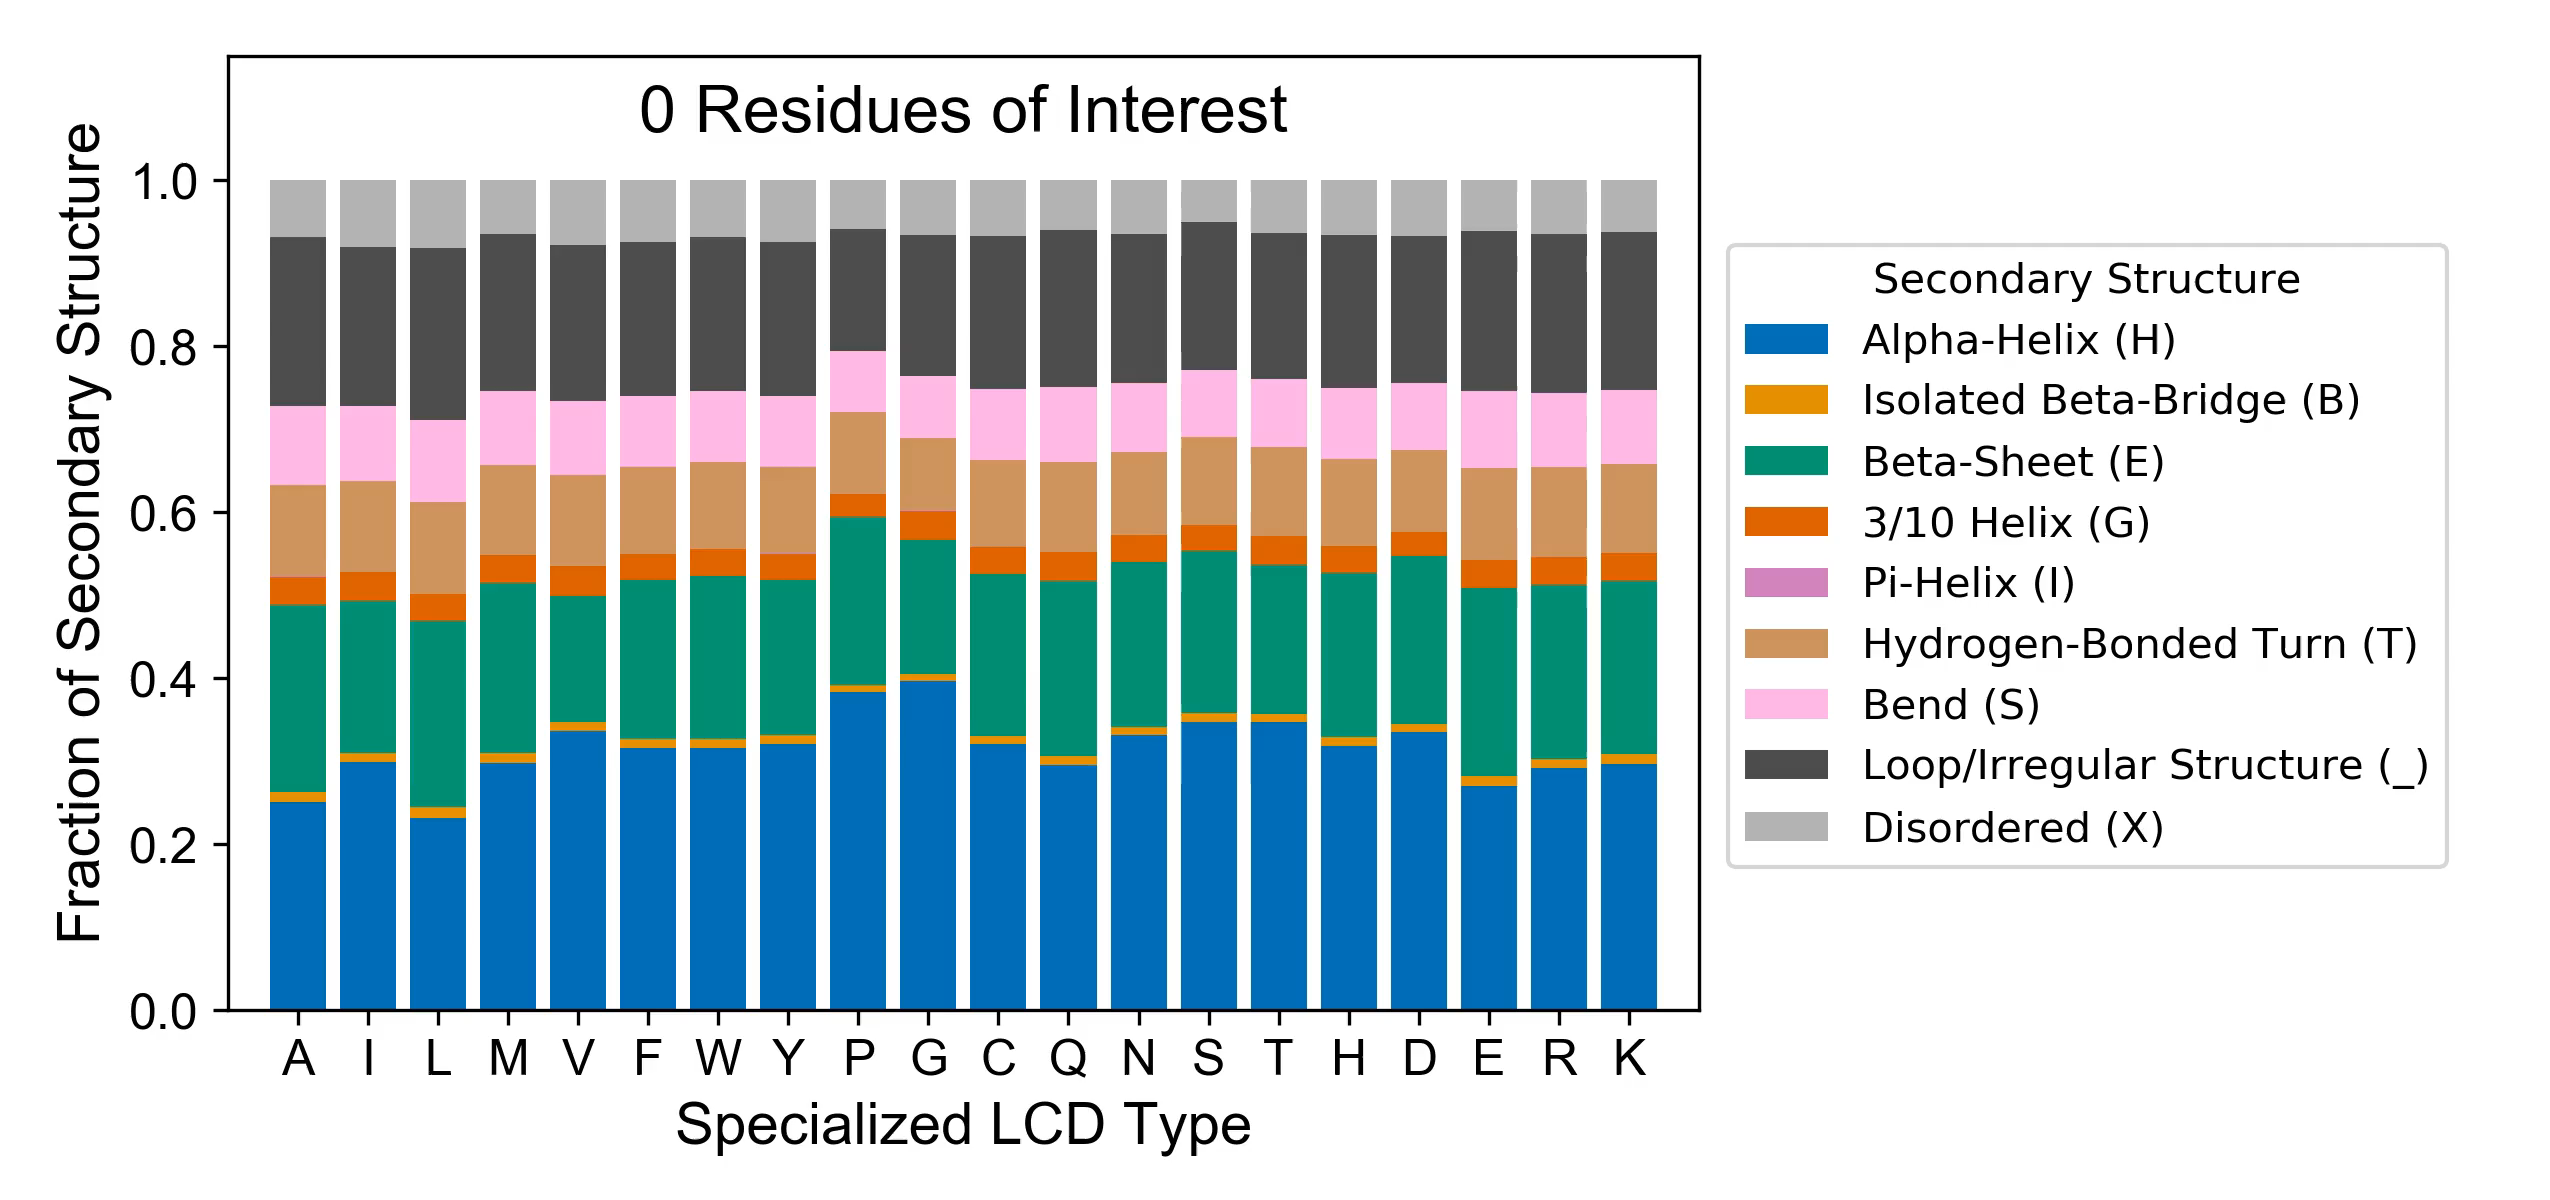 0 Residues of Interest
Fraction of Secondary Structure
1.0
0.8
0.6
0.4
0.2
0.0
A I L M V F W Y P G C Q N S T H D E R K
Specialized LCD Type
Secondary Structure
Alpha-Helix (H)
Isolated Beta-Bridge (B)
Beta-Sheet (E)
3/10 Helix (G)
Pi-Helix (I)
Hydrogen-Bonded Turn (T)
Bend (S)
Loop/Irregular Structure (_)
Disordered (X)